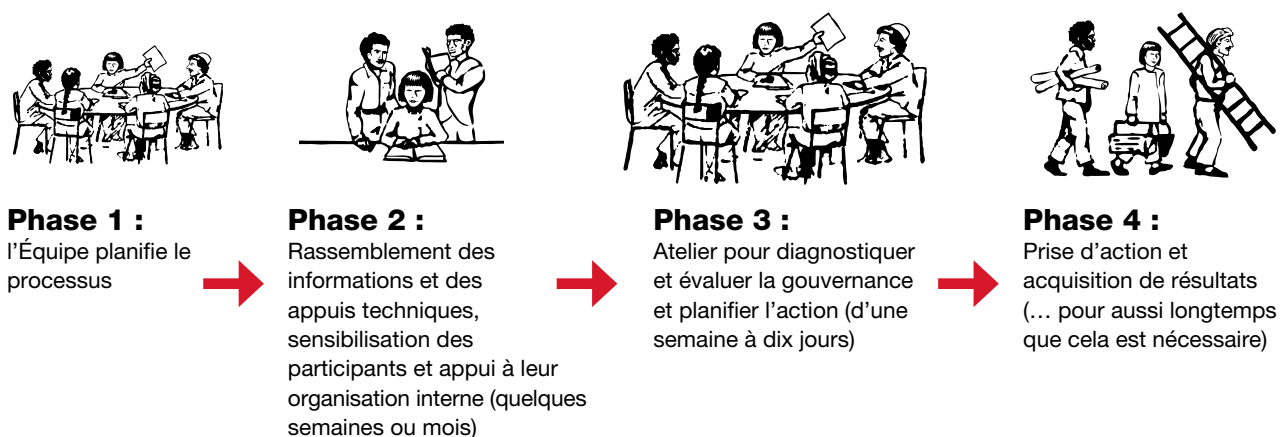 Phase 1 :
l’Équipe planifie le
processus
Phase 2 :
Rassemblement des
informations et des
appuis techniques,
sensibilisation des
participants et appui à leur
organisation interne (quelques
semaines ou mois)
Phase 3 :
Atelier pour diagnostiquer
et évaluer la gouvernance
et planifier l’action (d’une
semaine à dix jours)
Phase 4 :
Prise d’action et
acquisition de résultats
(… pour aussi longtemps
que cela est nécessaire)